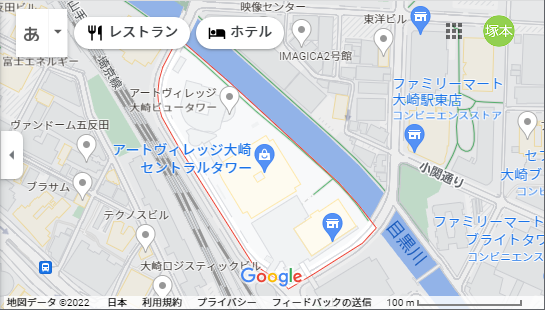 反田ビル
山手
映像センター
東洋ビル
あ
レストラン
ホテル
塚本
埼京線
富士エネルギー
IMAGICA2号館
アートヴィレッジ
大崎ビュータワー
ファミリーマート
大崎駅東店
コンビニエンスストア
ヴァンドーム五反田
アートヴィレッジ大崎
セントラルタワー
小関通り
セブ
大崎ブ
コンビニ
プラサム
テクノスビル
目黒川
ファミリーマート
ブライトタワ
コンビニエンス
大崎ロジスティックビル
Google
地図データ ©2022
日本
利用規約
プライバシー
フィードバックの送信
100 m